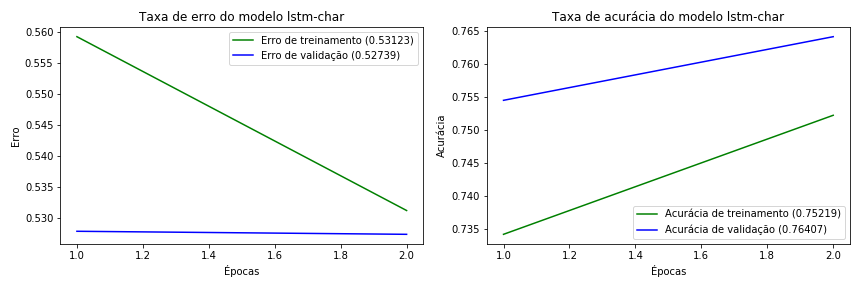 Taxa de erro do modelo lstm-char
Erro de treinamento (0.53123)
Erro de validação (0.52739)
0.560
0.555
0.550
0.545
0.540
0.535
0.530
Erro
1.0 1.2 1.4 1.6 1.8 2.0
Épocas
Taxa de acurácia do modelo lstm-char
0.765
0.760
0.755
0.750
0.745
0.740
0.735
Acurácia
Acurácia de treinamento (0.75219)
Acurácia de validação (0.76407)
1.0 1.2 1.4 1.6 1.8 2.0
Épocas